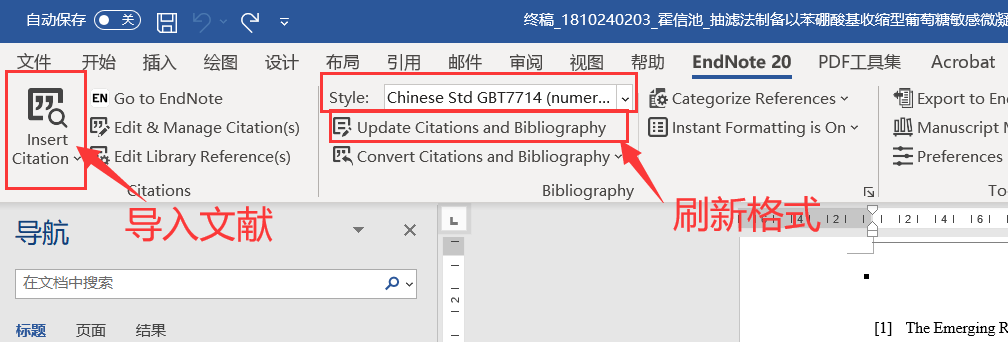 自动保存 关 终稿_1810240203_霍信池_抽滤法制备以苯硼酸基收缩型葡萄糖敏感微凝
文件 开始 插入 绘图 设计 布局 引用 邮件 审阅 视图 帮助 EndNote 20 PDF工具集 Acrobat
Insert Citation
EN Go to EndNote
Edit & Manage Citation(s)
Edit Library Reference(s)
Citations
Style: Chinese Std GBT7714 (numer...
Update Citations and Bibliography
Convert Citations and Bibliography
Bibliography
Categorize References
Instant Formatting is On
Export to En
Manuscript M
Preferences
Too
导入文献
刷新格式
导航
在文档中搜索
标题 页面 结果
L
2
4 2 2 4 6
[1] The Emerging R